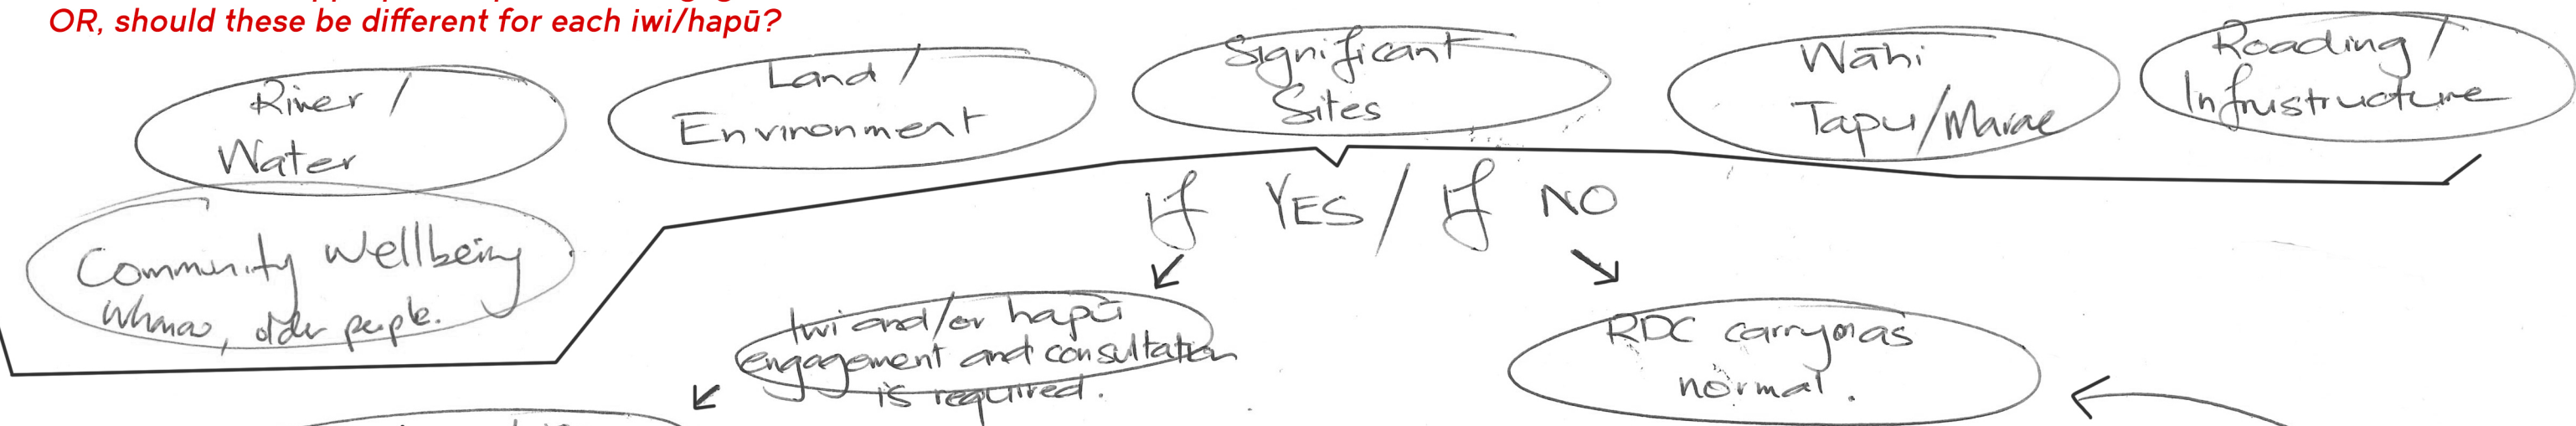 OR, should these be different for each iwi/hapū?
River /
Water
Land /
Environment
Significant
Sites
Wāhi
Tapu/Marae
Roading /
Infrustructure
Community Wellbeing
Whanau, older people.
If YES / If NO
Iwi and/or hapū
engagement and consultation
is required.
RDC carry on as
normal.